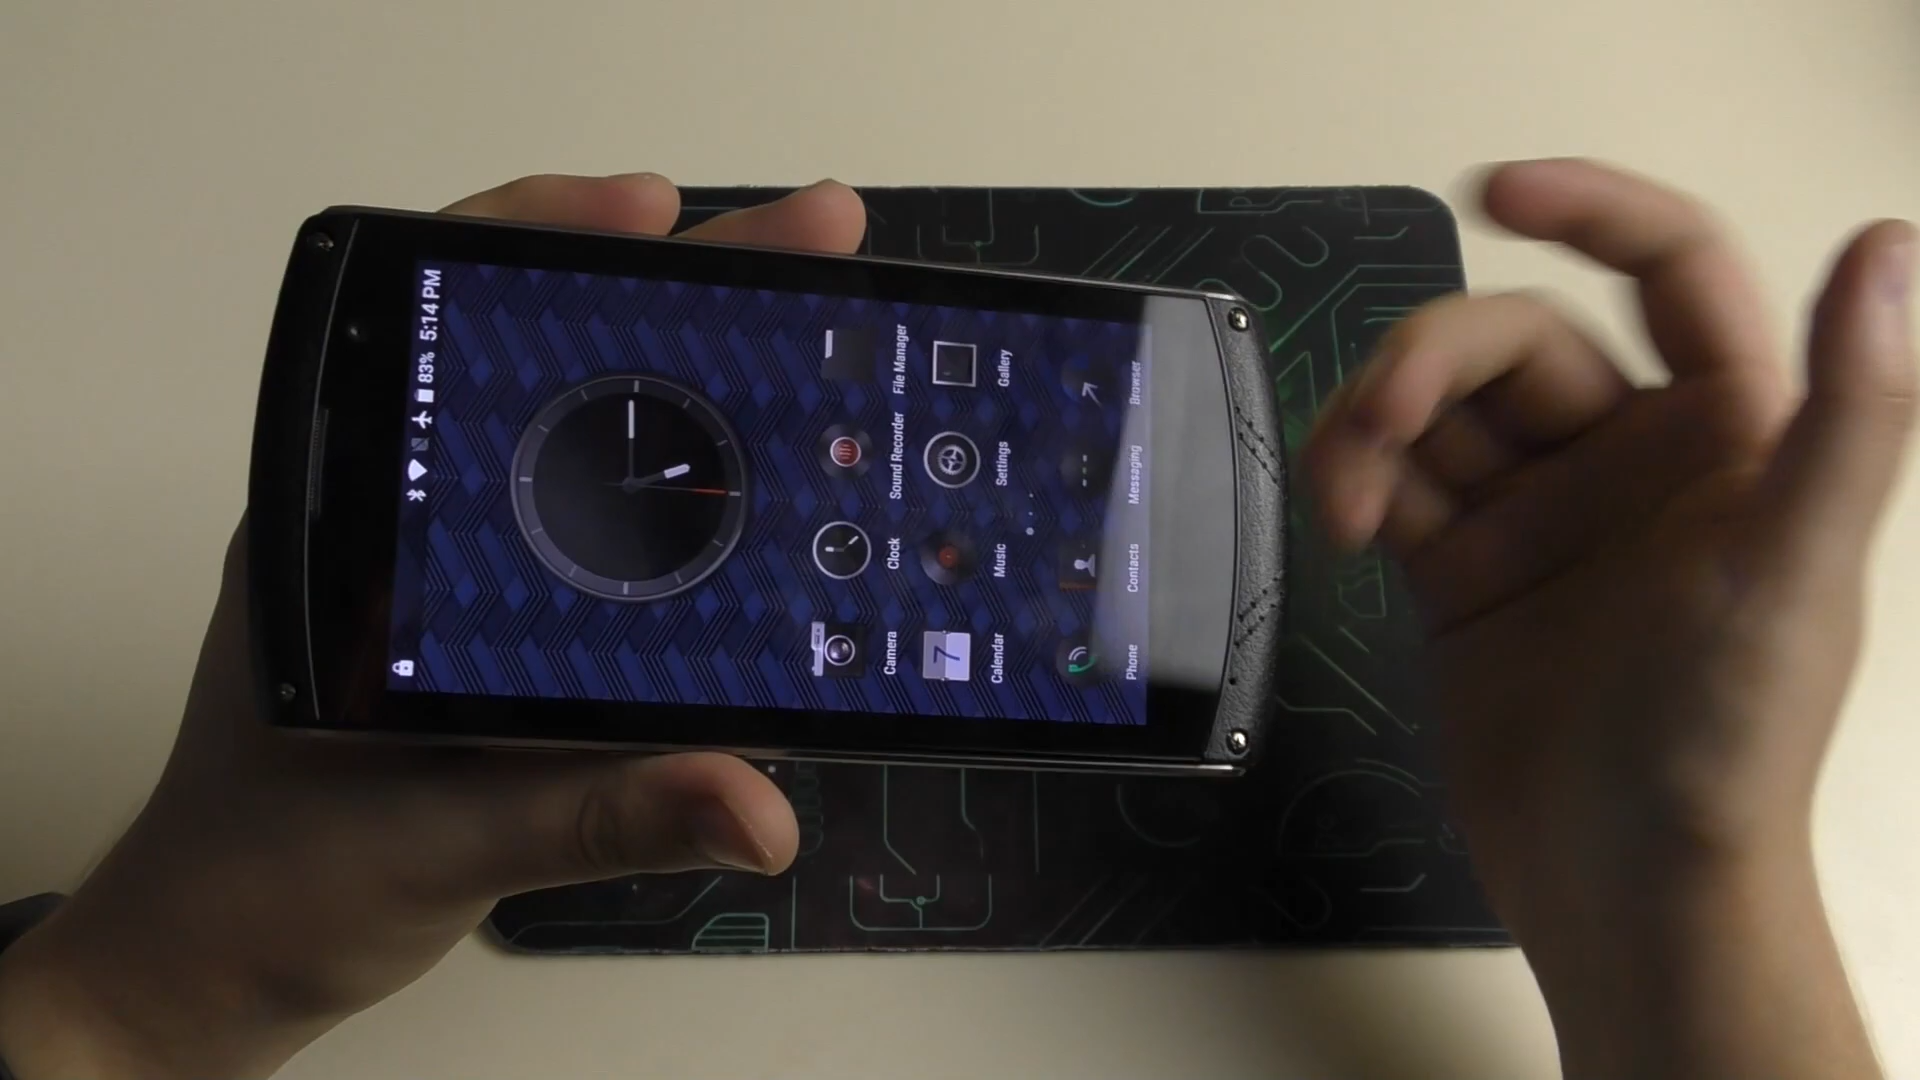 83% 5:14 PM
Camera Clock Sound Recorder File Manager
7
Calendar Music Settings Gallery
Phone Contacts Messaging Browser